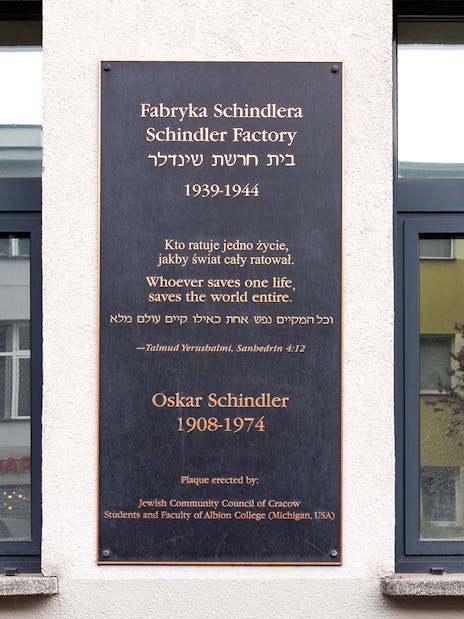 Fabryka Schindlera
Schindler Factory
בית חרשת שינדלר
1939-1944
Kto ratuje jedno życie,
jakby świat cały ratował.
Whoever saves one life,
saves the world entire.
וכל המקיים נפש אחת כאילו קיים עולם מלא
—Talmud Yerushalmi, Sanhedrin 4:12
Oskar Schindler
1908-1974
Plaque erected by:
Jewish Community Council of Cracow
Students and Faculty of Albion College (Michigan, USA)